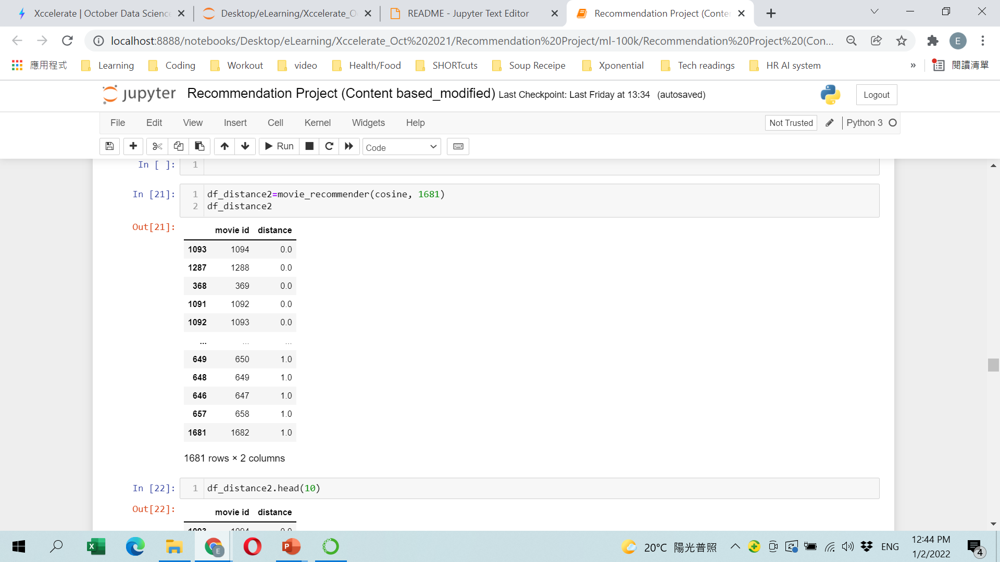 Xccelerate | October Data Science
Desktop/eLearning/Xccelerate_O
README - Jupyter Text Editor
Recommendation Project (Conte
localhost:8888/notebooks/Desktop/eLearning/Xccelerate_Oct%202021/Recommendation%20Project/ml-100k/Recommendation%20Project%20(Con...
E
應用程式
Learning
Coding
Workout
video
Health/Food
SHORTcuts
Soup Receipe
Xponential
Tech readings
HR AI system
»
閱讀清單
jupyter Recommendation Project (Content based_modified) Last Checkpoint: Last Friday at 13:34 (autosaved)
Logout
File Edit View Insert Cell Kernel Widgets Help
Not Trusted
Python 3
Run
Code
In [ ]: 1
In [21]: 1 df_distance2=movie_recommender(cosine, 1681)
2 df_distance2
Out[21]:
movie id distance
1093 1094 0.0
1287 1288 0.0
368 369 0.0
1091 1092 0.0
1092 1093 0.0
... ... ...
649 650 1.0
648 649 1.0
646 647 1.0
657 658 1.0
1681 1682 1.0
1681 rows × 2 columns
In [22]: 1 df_distance2.head(10)
Out[22]:
movie id distance
1093 1094 0.0
20°C 陽光普照
ENG
12:44 PM
1/2/2022
4